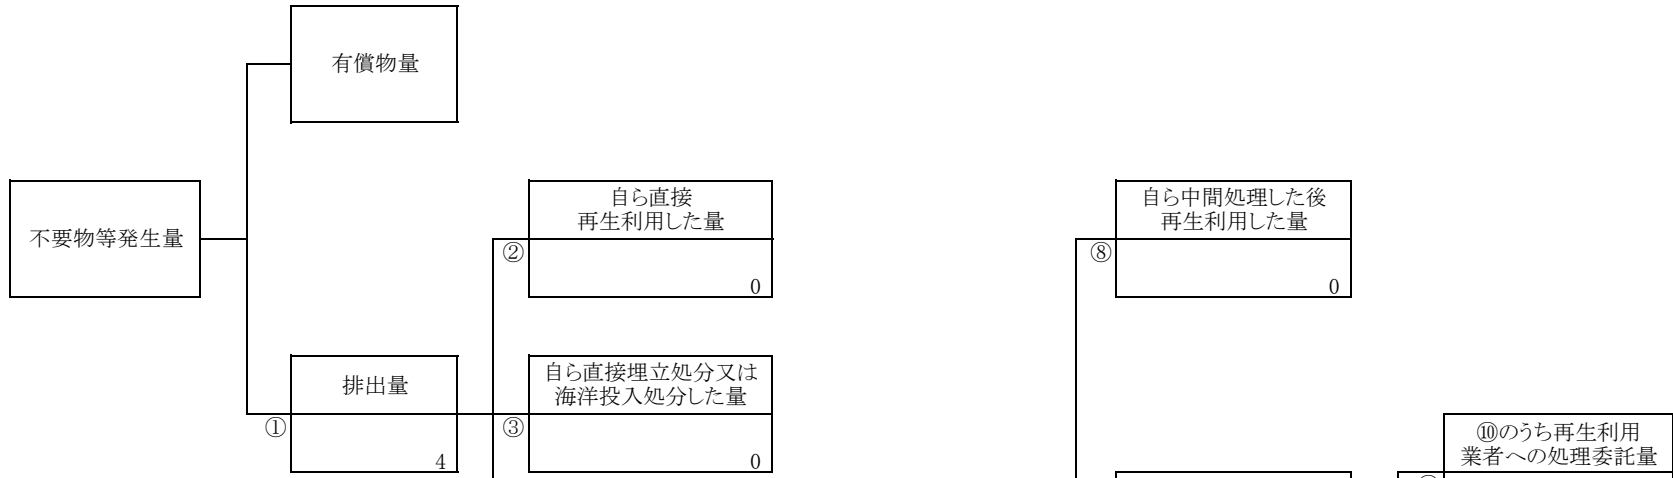 有償物量
不要物等発生量
自ら直接
再生利用した量
②
0
自ら中間処理した後
再生利用した量
⑧
0
排出量
①
4
自ら直接埋立処分又は
海洋投入処分した量
③
0
⑩のうち再生利用
業者への処理委託量